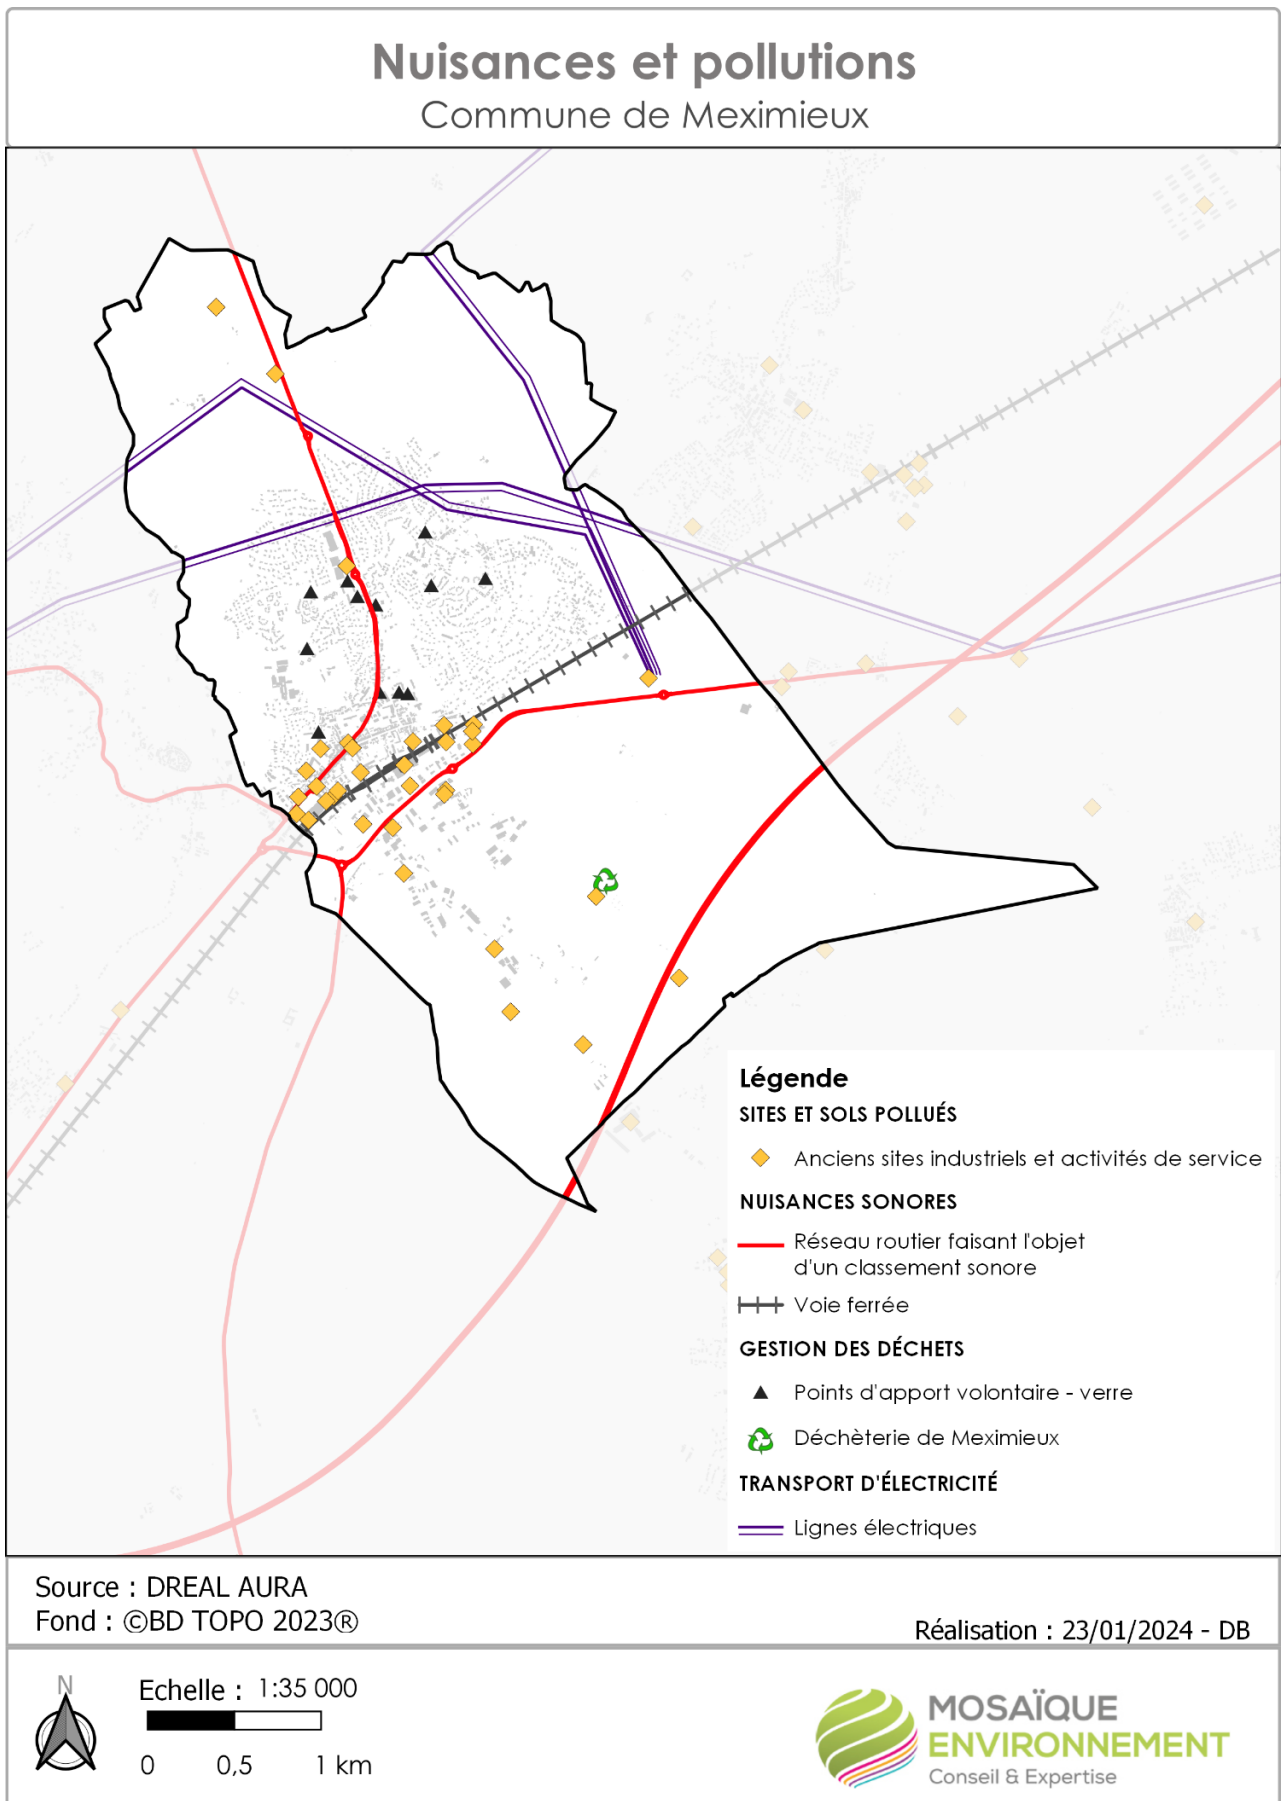 Nuisances et pollutions
Commune de Meximieux
Légende
SITES ET SOLS POLLUÉS
Anciens sites industriels et activités de service
NUISANCES SONORES
Réseau routier faisant l'objet
d'un classement sonore
Voie ferrée
GESTION DES DÉCHETS
Points d'apport volontaire - verre
Déchèterie de Meximieux
TRANSPORT D'ÉLECTRICITÉ
Lignes électriques
Source : DREAL AURA
Fond : ©BD TOPO 2023®
Réalisation : 23/01/2024 - DB
N
Echelle : 1:35 000
0 0,5 1 km
MOSAÏQUE
ENVIRONNEMENT
Conseil & Expertise